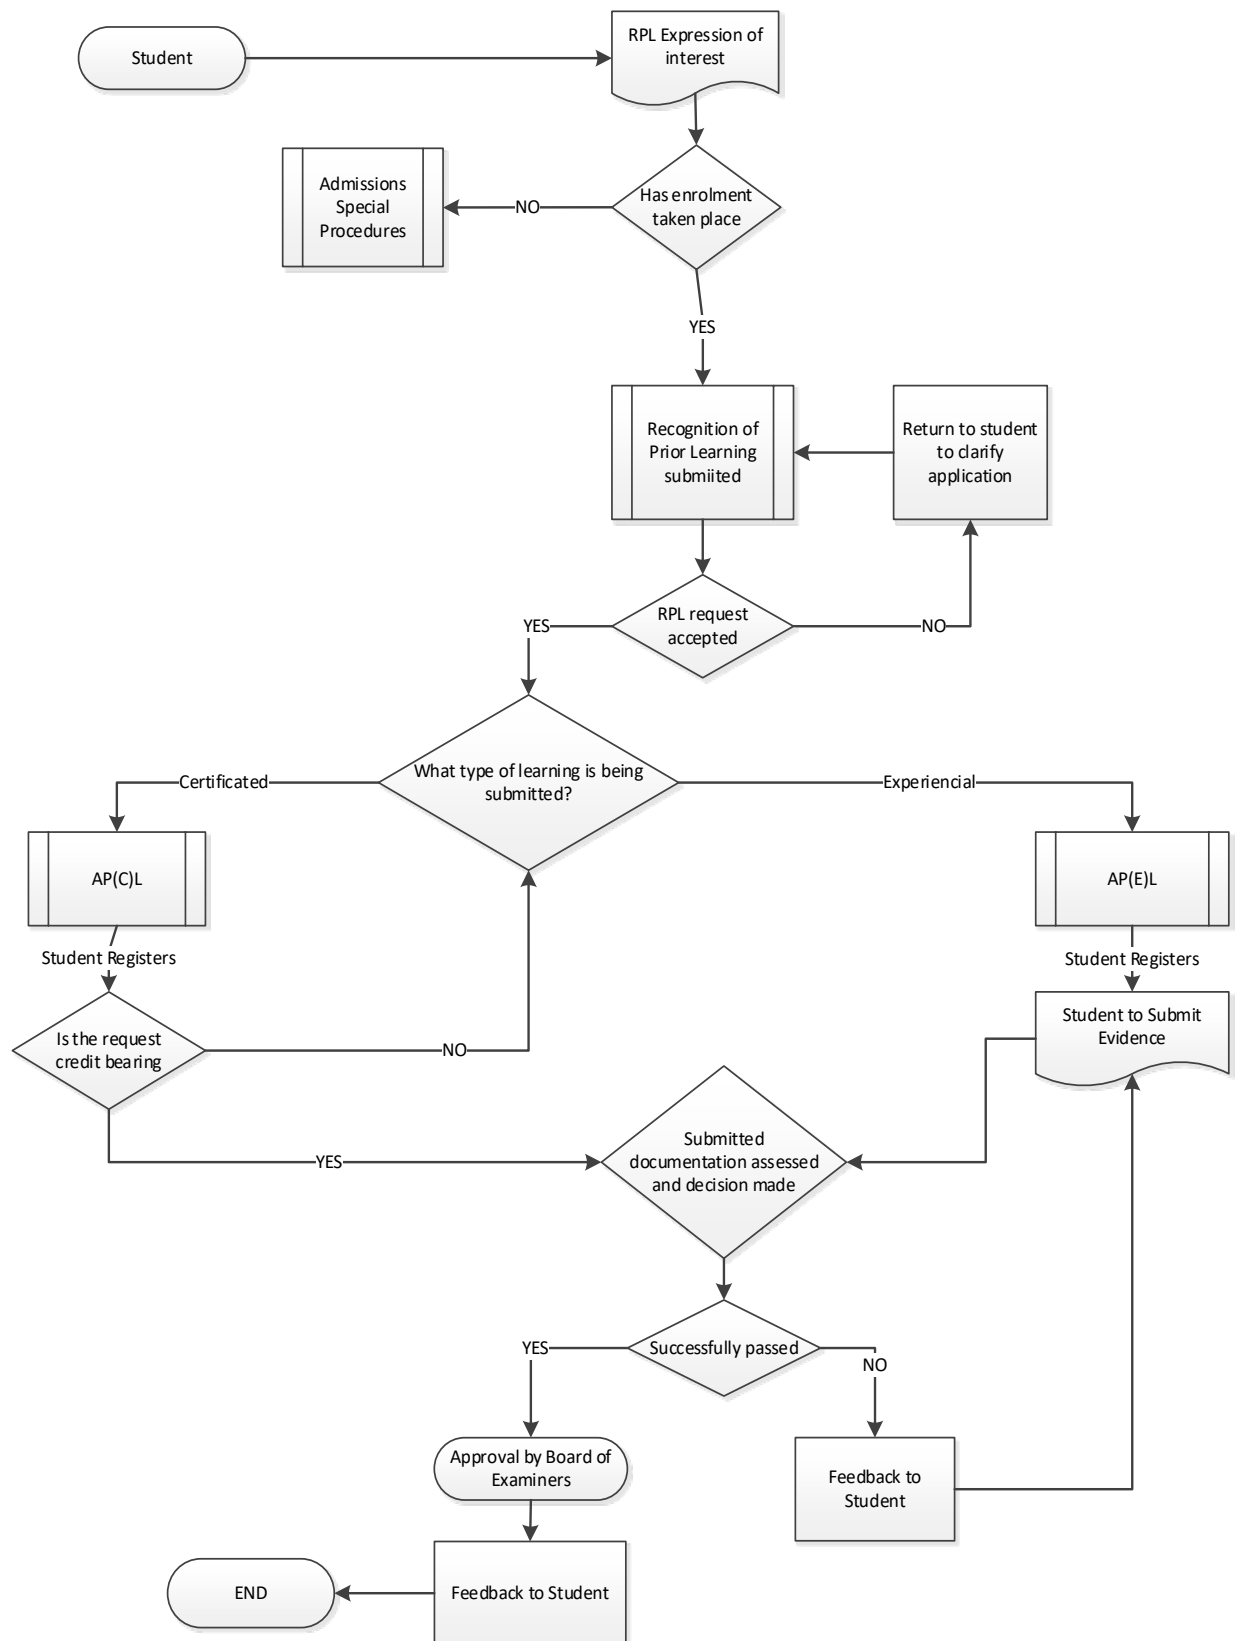 Student
RPL Expression of
interest
Admissions
Special
Procedures
NO
Has enrolment
taken place
YES
Recognition of
Prior Learning
submiited
Return to student
to clarify
application
YES
RPL request
accepted
NO
Certificated
What type of learning is being
submitted?
Experiencial
AP(C)L
AP(E)L
Student Registers
Student Registers
Is the request
credit bearing
NO
Student to Submit
Evidence
YES
Submitted
documentation assessed
and decision made
YES
Successfully passed
NO
Approval by Board of
Examiners
Feedback to
Student
END
Feedback to Student